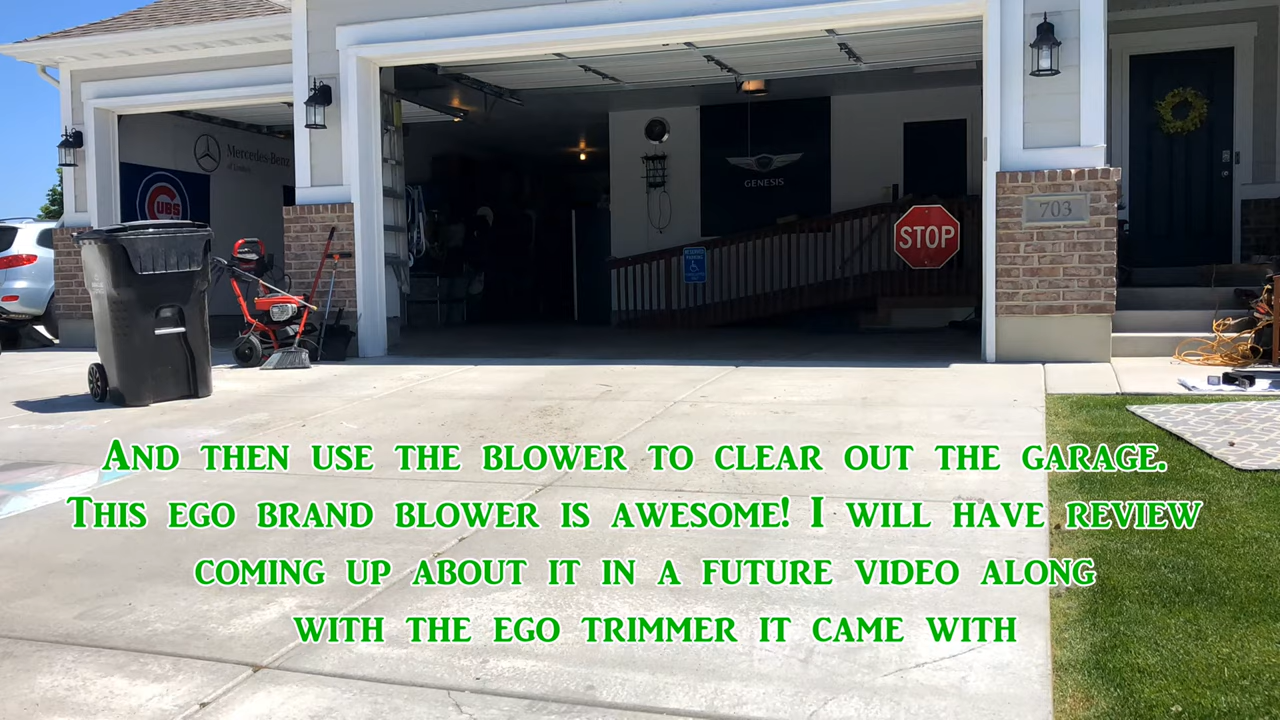 Mercedes-Benz
CUBS
GENESIS
703
STOP
RESERVED
PARKING
AND THEN USE THE BLOWER TO CLEAR OUT THE GARAGE.
THIS EGO BRAND BLOWER IS AWESOME! I WILL HAVE REVIEW
COMING UP ABOUT IT IN A FUTURE VIDEO ALONG
WITH THE EGO TRIMMER IT CAME WITH